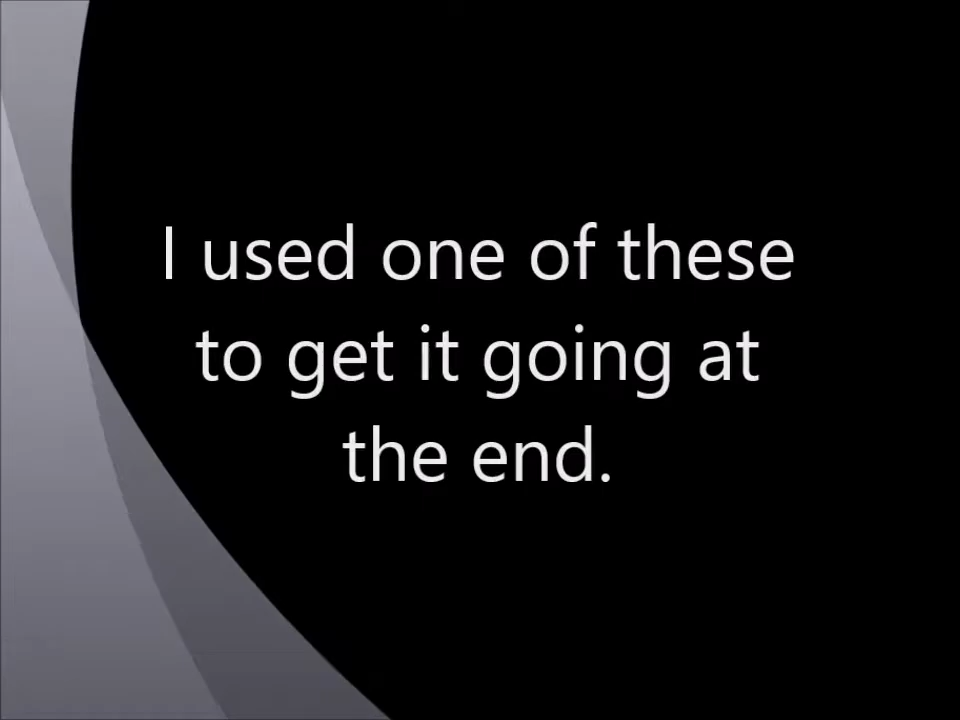 I used one of these
to get it going at
the end.